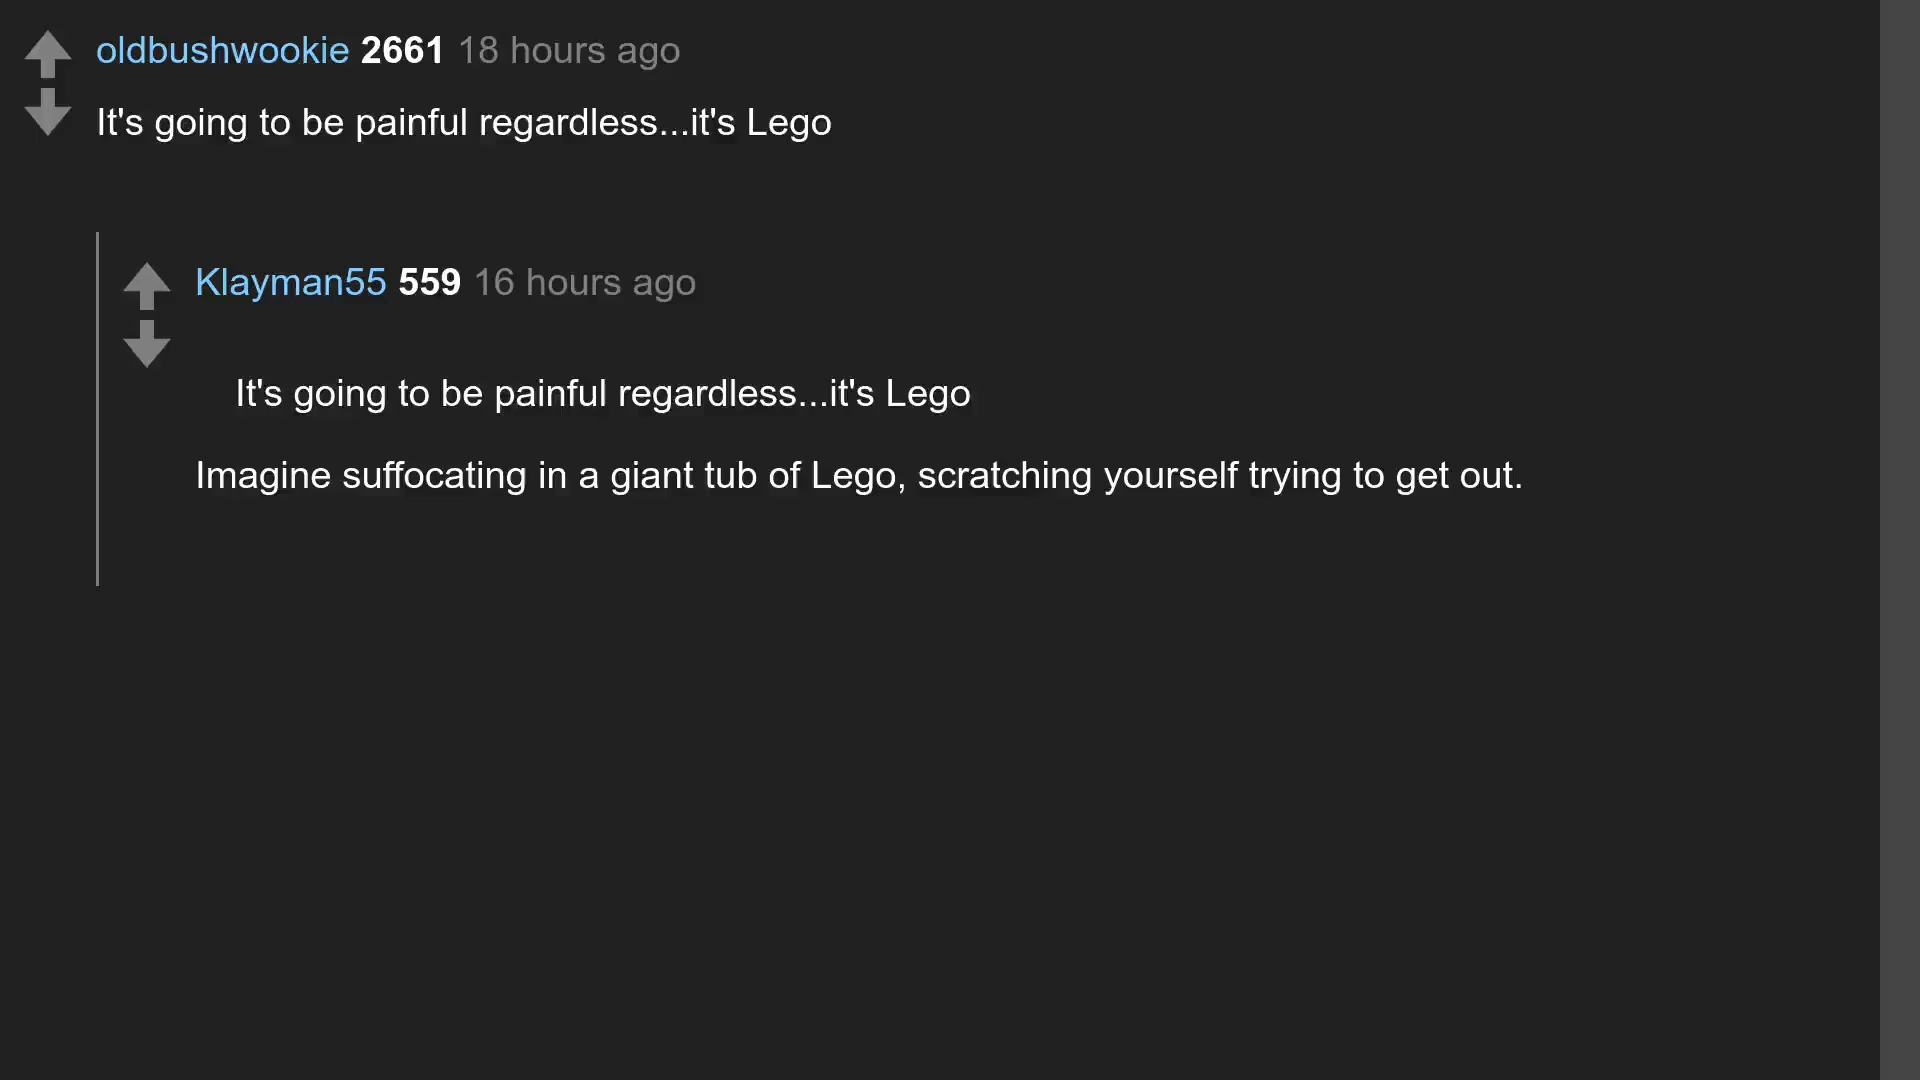 oldbushwookie 2661 18 hours ago
It's going to be painful regardless...it's Lego
Klayman55 559 16 hours ago
It's going to be painful regardless...it's Lego
Imagine suffocating in a giant tub of Lego, scratching yourself trying to get out.